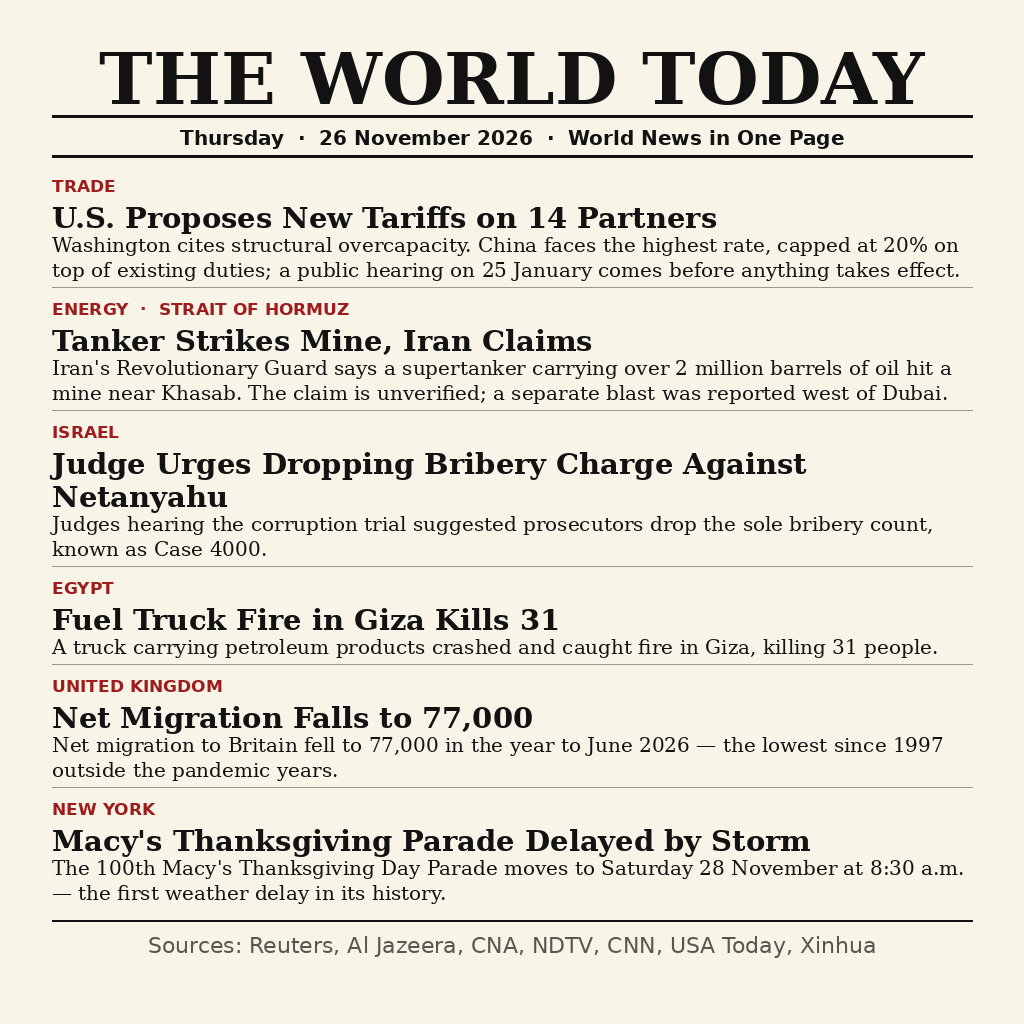 THE WORLD TODAY
Thursday · 26 November 2026 · World News in One Page
TRADE
U.S. Proposes New Tariffs on 14 Partners
Washington cites structural overcapacity. China faces the highest rate, capped at 20% on
top of existing duties; a public hearing on 25 January comes before anything takes effect.
ENERGY · STRAIT OF HORMUZ
Tanker Strikes Mine, Iran Claims
Iran's Revolutionary Guard says a supertanker carrying over 2 million barrels of oil hit a
mine near Khasab. The claim is unverified; a separate blast was reported west of Dubai.
ISRAEL
Judge Urges Dropping Bribery Charge Against
Netanyahu
Judges hearing the corruption trial suggested prosecutors drop the sole bribery count,
known as Case 4000.
EGYPT
Fuel Truck Fire in Giza Kills 31
A truck carrying petroleum products crashed and caught fire in Giza, killing 31 people.
UNITED KINGDOM
Net Migration Falls to 77,000
Net migration to Britain fell to 77,000 in the year to June 2026 — the lowest since 1997
outside the pandemic years.
NEW YORK
Macy's Thanksgiving Parade Delayed by Storm
The 100th Macy's Thanksgiving Day Parade moves to Saturday 28 November at 8:30 a.m.
— the first weather delay in its history.
Sources: Reuters, Al Jazeera, CNA, NDTV, CNN, USA Today, Xinhua